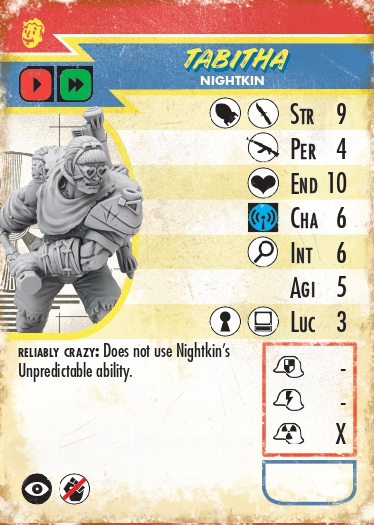 TABITHA
NIGHTKIN
STR 9
PER 4
END 10
CHA 6
INT 6
AGI 5
LUC 3
RELIABLY CRAZY: Does not use Nightkin's
Unpredictable ability.
-
-
X